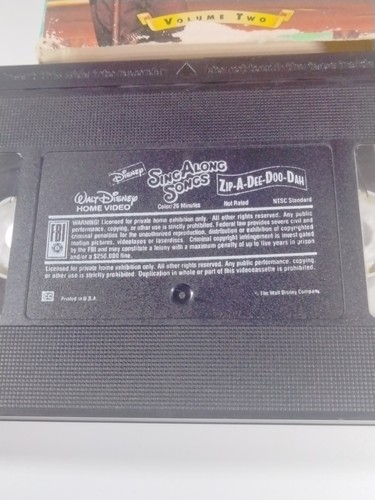 VOLUME TWO
DISNEY
SING ALONG SONGS
ZIP-A-DEE-DOO-DAH
WALT DISNEY HOME VIDEO
Color/26 Minutes
Not Rated
NTSC Standard
FBI
WARNING! Licensed for private home exhibition only. All other rights reserved. Any public
performance, copying, or other use is strictly prohibited. Federal law provides severe civil and
criminal penalties for the unauthorized reproduction, distribution or exhibition of copyrighted
motion pictures, videotapes or laserdiscs. Criminal copyright infringement is investigated
by the FBI and may constitute a felony with a maximum penalty of up to five years in prison
and/or a $250,000 fine.
Licensed for private home exhibition only. All other rights reserved. Any public performance, copying,
or other use is strictly prohibited. Duplication in whole or part of this videocassette is prohibited.
Printed in U.S.A.
© The Walt Disney Company